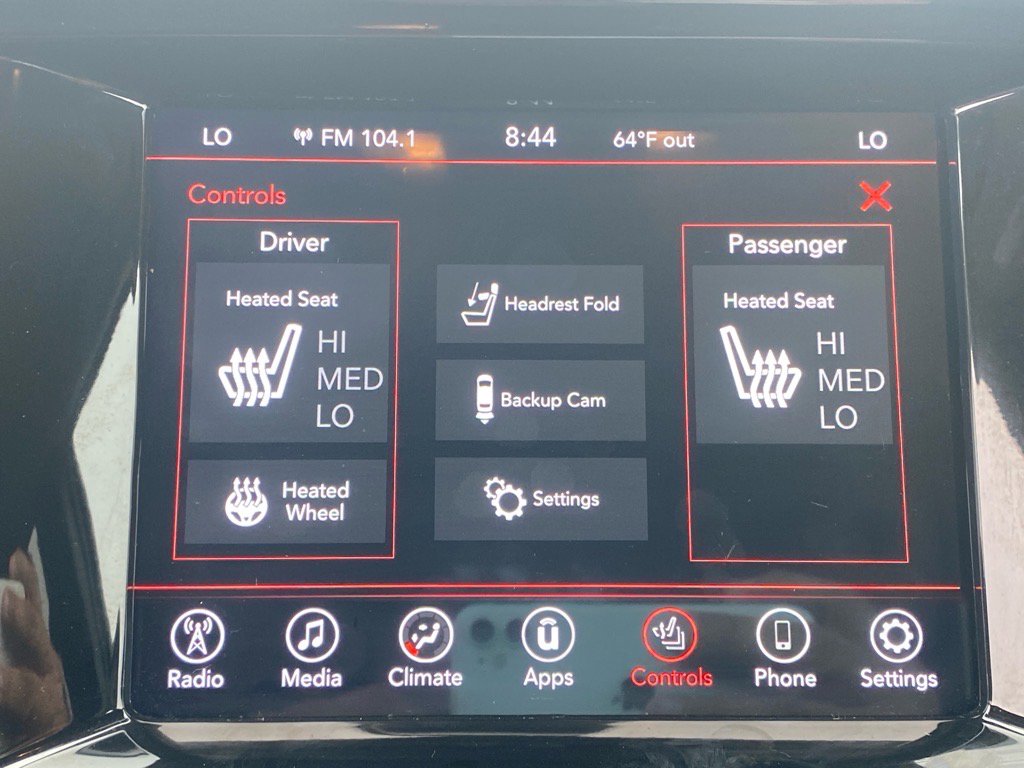 LO FM 104.1 8:44 64°F out LO
Controls
Driver
Heated Seat
HI
MED
LO
Heated
Wheel
Headrest Fold
Backup Cam
Settings
Passenger
Heated Seat
HI
MED
LO
Radio Media Climate Apps Controls Phone Settings